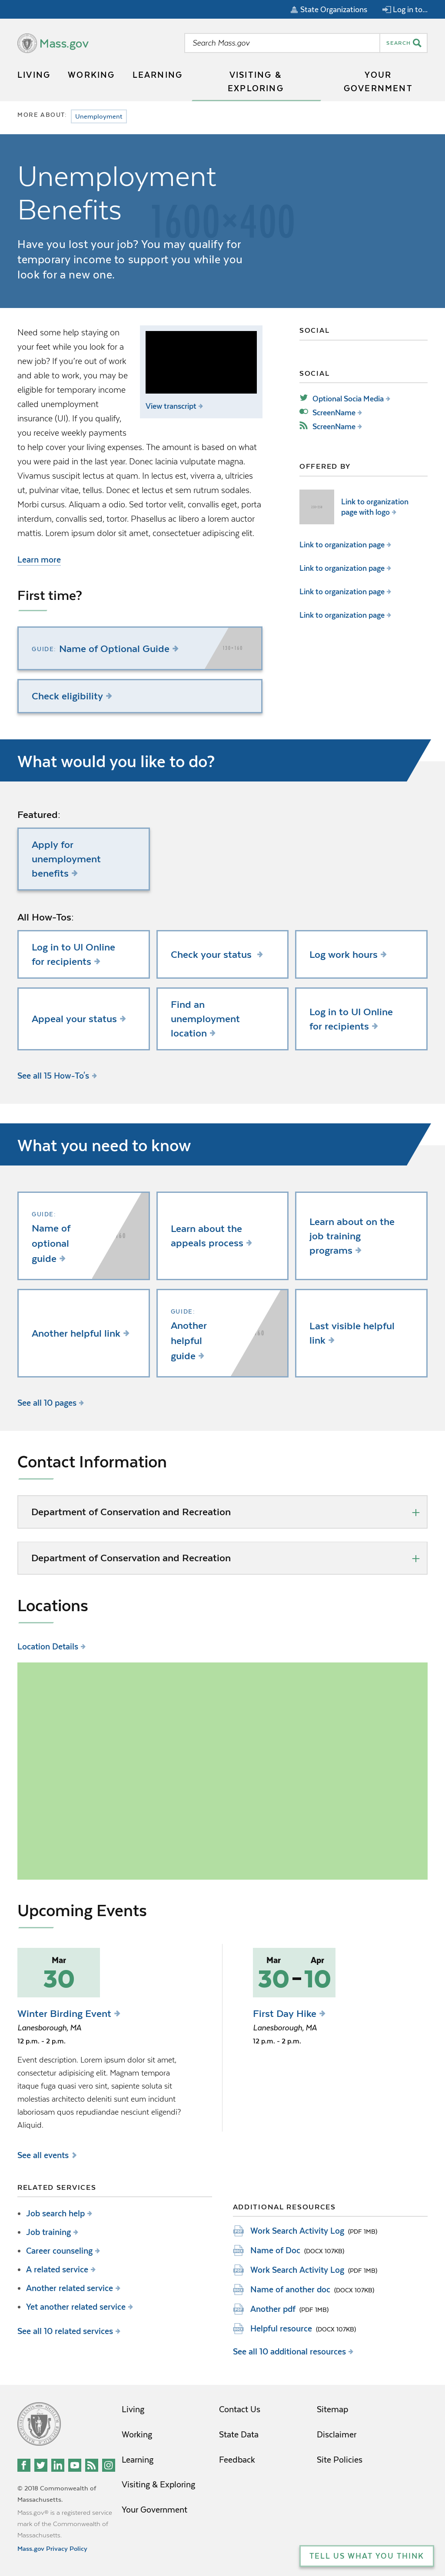 State Organizations
Log in to...
Mass.gov
Search Mass.gov
SEARCH
LIVING
WORKING
LEARNING
VISITING &
EXPLORING
YOUR
GOVERNMENT
MORE ABOUT:
Unemployment
Unemployment
Benefits
1600×400
Have you lost your job? You may qualify for
temporary income to support you while you
look for a new one.
Need some help staying on
your feet while you look for a
new job? If you're out of work
and able to work, you may be
eligible for temporary income
called unemployment
insurance (UI). If you qualify,
you receive weekly payments
to help cover your living expenses. The amount is based on what
you were paid in the last year. Donec lacinia vulputate magna.
Vivamus suscipit lectus at quam. In lectus est, viverra a, ultricies
ut, pulvinar vitae, tellus. Donec et lectus et sem rutrum sodales.
Morbi cursus. Aliquam a odio. Sed tortor velit, convallis eget, porta
interdum, convallis sed, tortor. Phasellus ac libero a lorem auctor
mattis. Lorem ipsum dolor sit amet, consectetuer adipiscing elit.
View transcript
Learn more
SOCIAL
SOCIAL
Optional Socia Media
ScreenName
ScreenName
OFFERED BY
Link to organization
page with logo
Link to organization page
Link to organization page
Link to organization page
Link to organization page
First time?
GUIDE: Name of Optional Guide
Check eligibility
What would you like to do?
Featured:
Apply for
unemployment
benefits
All How-Tos:
Log in to UI Online
for recipients
Check your status
Log work hours
Appeal your status
Find an
unemployment
location
Log in to UI Online
for recipients
See all 15 How-To's
What you need to know
GUIDE
Name of
optional
guide
Learn about the
appeals process
Learn about on the
job training
programs
Another helpful link
GUIDE
Another
helpful
guide
Last visible helpful
link
See all 10 pages
Contact Information
Department of Conservation and Recreation
Department of Conservation and Recreation
Locations
Location Details
Upcoming Events
Mar
30
Winter Birding Event
Lanesborough, MA
12 p.m. - 2 p.m.
Event description. Lorem ipsum dolor sit amet,
consectetur adipisicing elit. Magnam tempora
itaque fuga quasi vero sint, sapiente soluta sit
molestias architecto deleniti sunt eum incidunt
laboriosam quos repudiandae nesciunt eligendi?
Aliquid.
Mar Apr
30-10
First Day Hike
Lanesborough, MA
12 p.m. - 2 p.m.
See all events
RELATED SERVICES
Job search help
Job training
Career counseling
A related service
Another related service
Yet another related service
See all 10 related services
ADDITIONAL RESOURCES
Work Search Activity Log (PDF 1MB)
Name of Doc (DOCX 107KB)
Work Search Activity Log (PDF 1MB)
Name of another doc (DOCX 107KB)
Another pdf (PDF 1MB)
Helpful resource (DOCX 107KB)
See all 10 additional resources
© 2018 Commonwealth of
Massachusetts.
Mass.gov® is a registered service
mark of the Commonwealth of
Massachusetts.
Mass.gov Privacy Policy
Living
Working
Learning
Visiting & Exploring
Your Government
Contact Us
State Data
Feedback
Sitemap
Disclaimer
Site Policies
TELL US WHAT YOU THINK